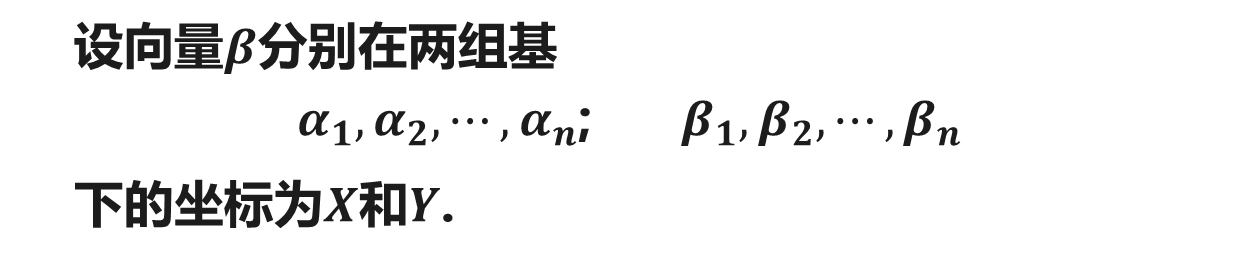 设向量β分别在两组基
α₁, α₂, ⋯, αₙ; β₁, β₂, ⋯, βₙ
下的坐标为X和Y.